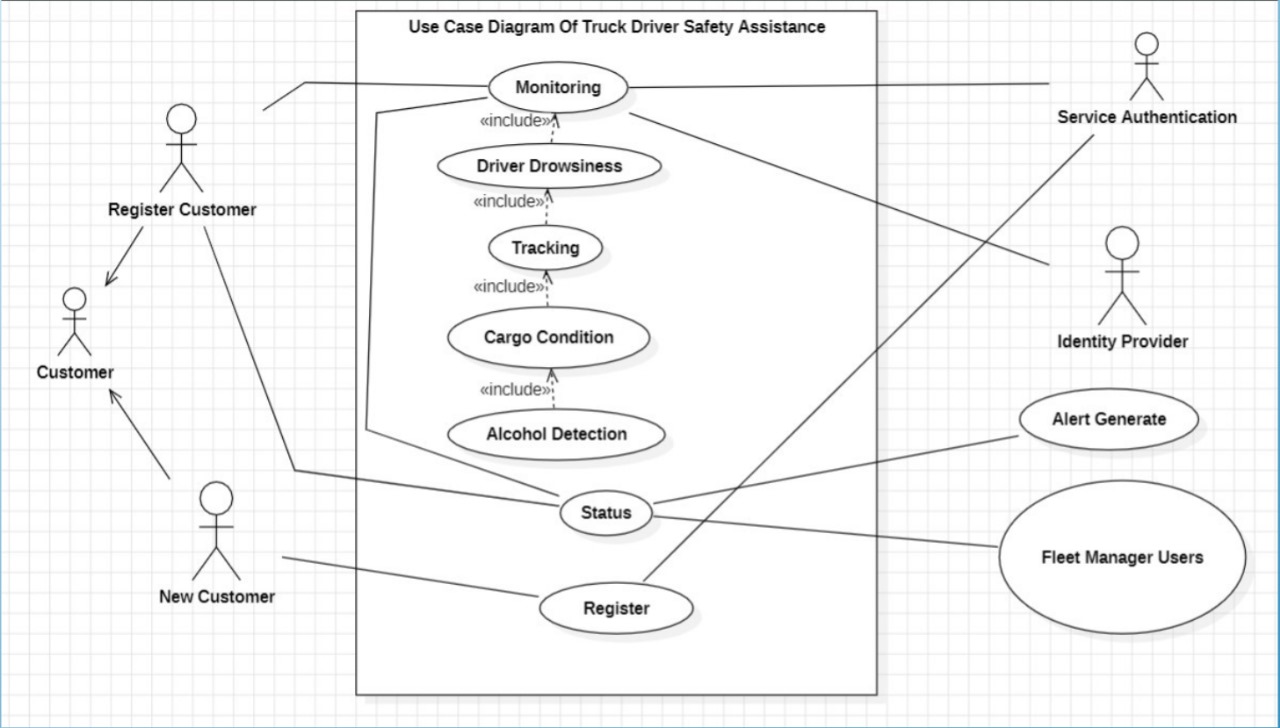 Use Case Diagram Of Truck Driver Safety Assistance
Monitoring
«include»
Driver Drowsiness
«include»
Tracking
«include»
Cargo Condition
«include»
Alcohol Detection
Status
Register
Register Customer
Customer
New Customer
Service Authentication
Identity Provider
Alert Generate
Fleet Manager Users